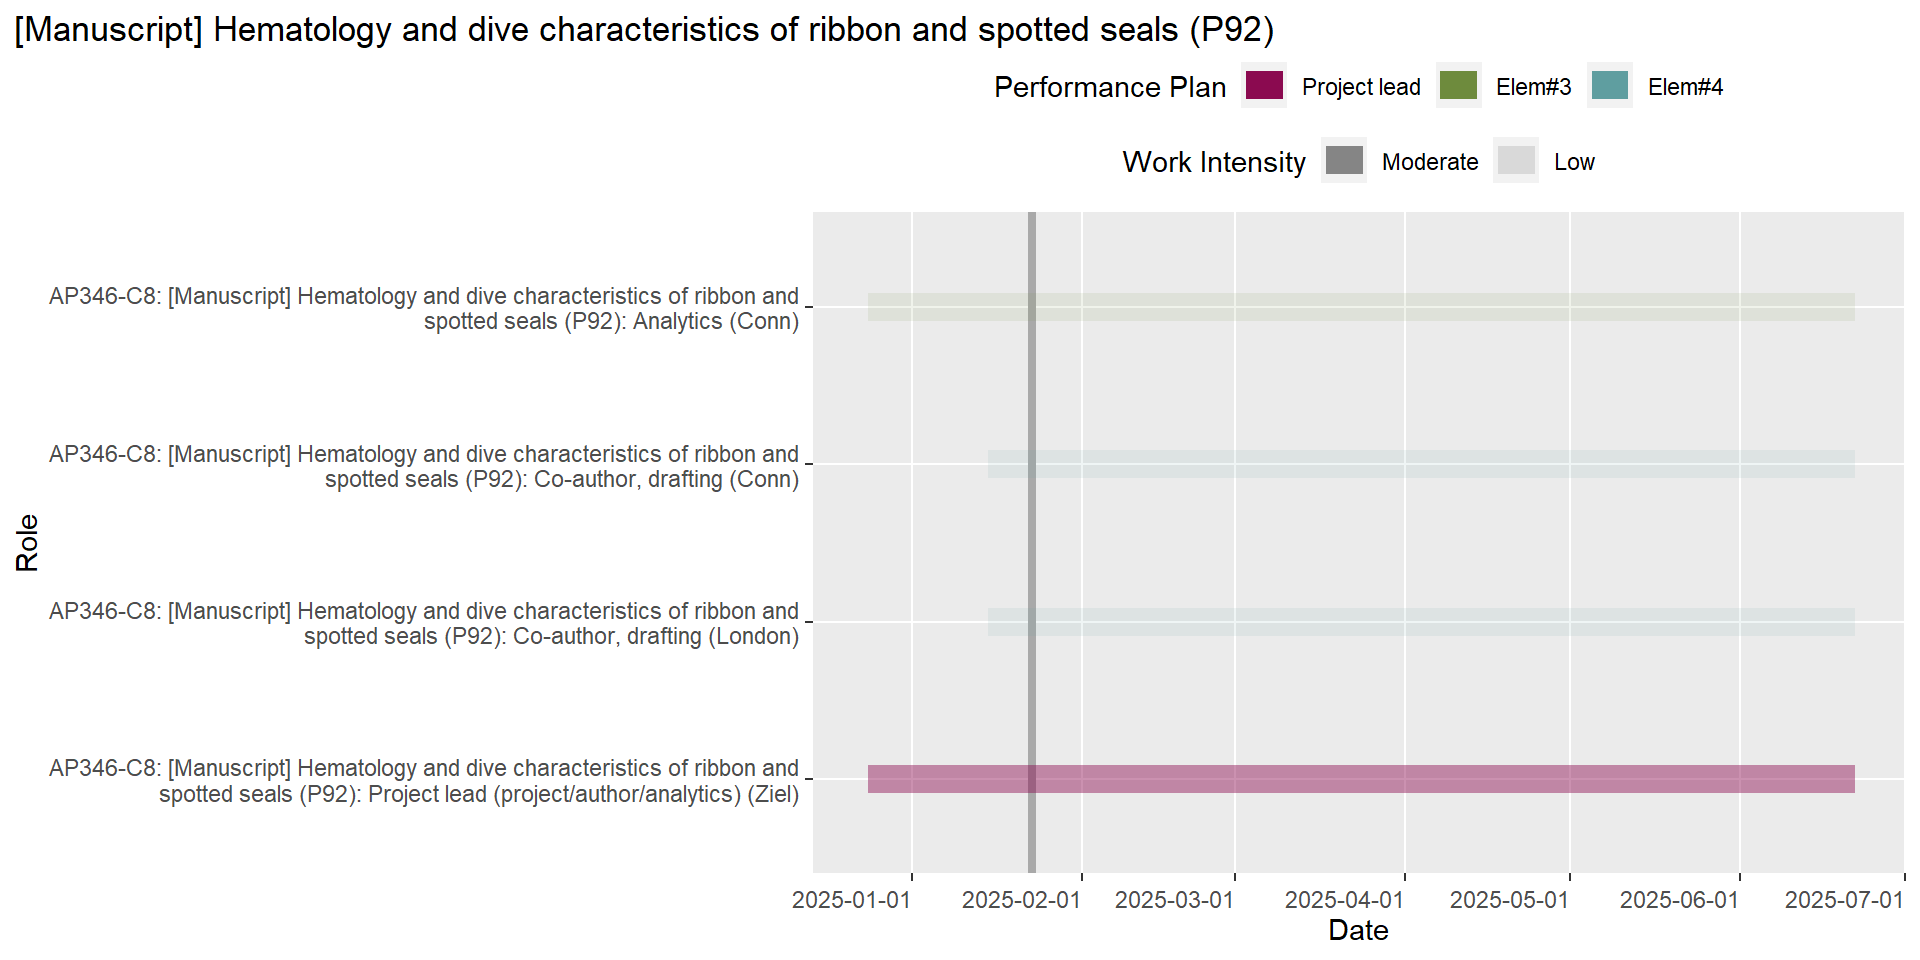 [Manuscript] Hematology and dive characteristics of ribbon and spotted seals (P92)
Performance Plan Project lead Elem#3 Elem#4
Work Intensity Moderate Low
AP346-C8: [Manuscript] Hematology and dive characteristics of ribbon and
spotted seals (P92): Analytics (Conn)
AP346-C8: [Manuscript] Hematology and dive characteristics of ribbon and
spotted seals (P92): Co-author, drafting (Conn)
Role
AP346-C8: [Manuscript] Hematology and dive characteristics of ribbon and
spotted seals (P92): Co-author, drafting (London)
AP346-C8: [Manuscript] Hematology and dive characteristics of ribbon and
spotted seals (P92): Project lead (project/author/analytics) (Ziel)
2025-01-01 2025-02-01 2025-03-01 2025-04-01 2025-05-01 2025-06-01 2025-07-01
Date